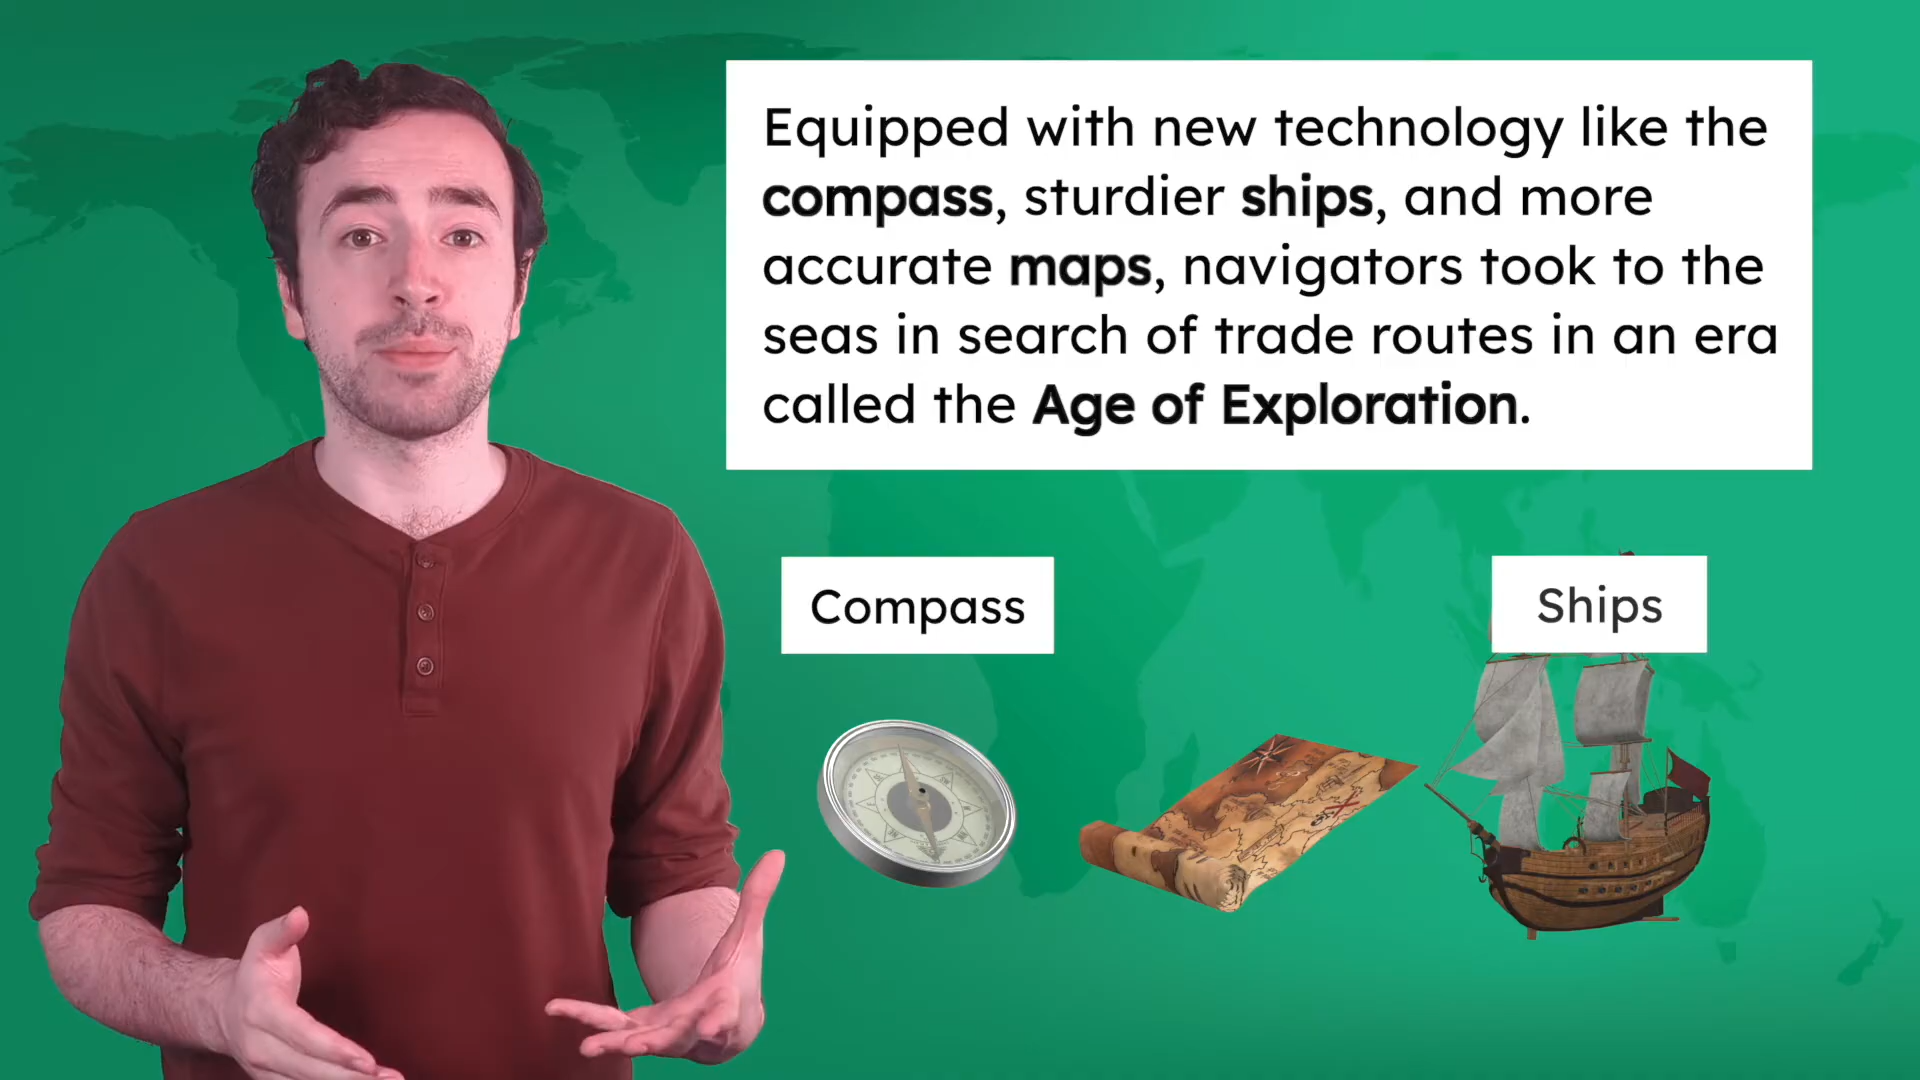 Equipped with new technology like the
compass, sturdier ships, and more
accurate maps, navigators took to the
seas in search of trade routes in an era
called the Age of Exploration.
Compass
Ships